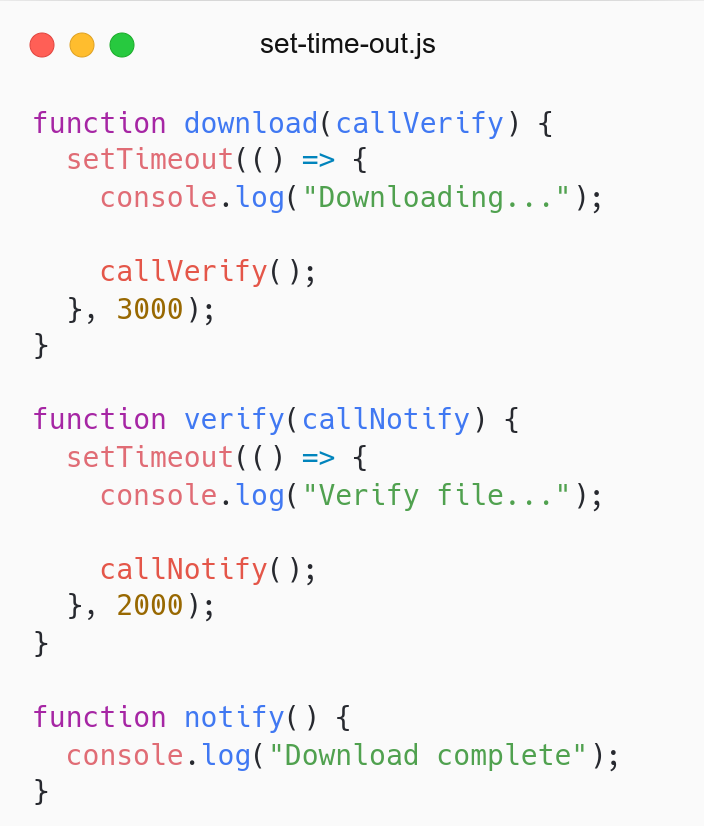 set-time-out.js
function download(callVerify) {
  setTimeout(() => {
    console.log("Downloading...");
    callVerify();
  }, 3000);
}
function verify(callNotify) {
  setTimeout(() => {
    console.log("Verify file...");
    callNotify();
  }, 2000);
}
function notify() {
  console.log("Download complete");
}